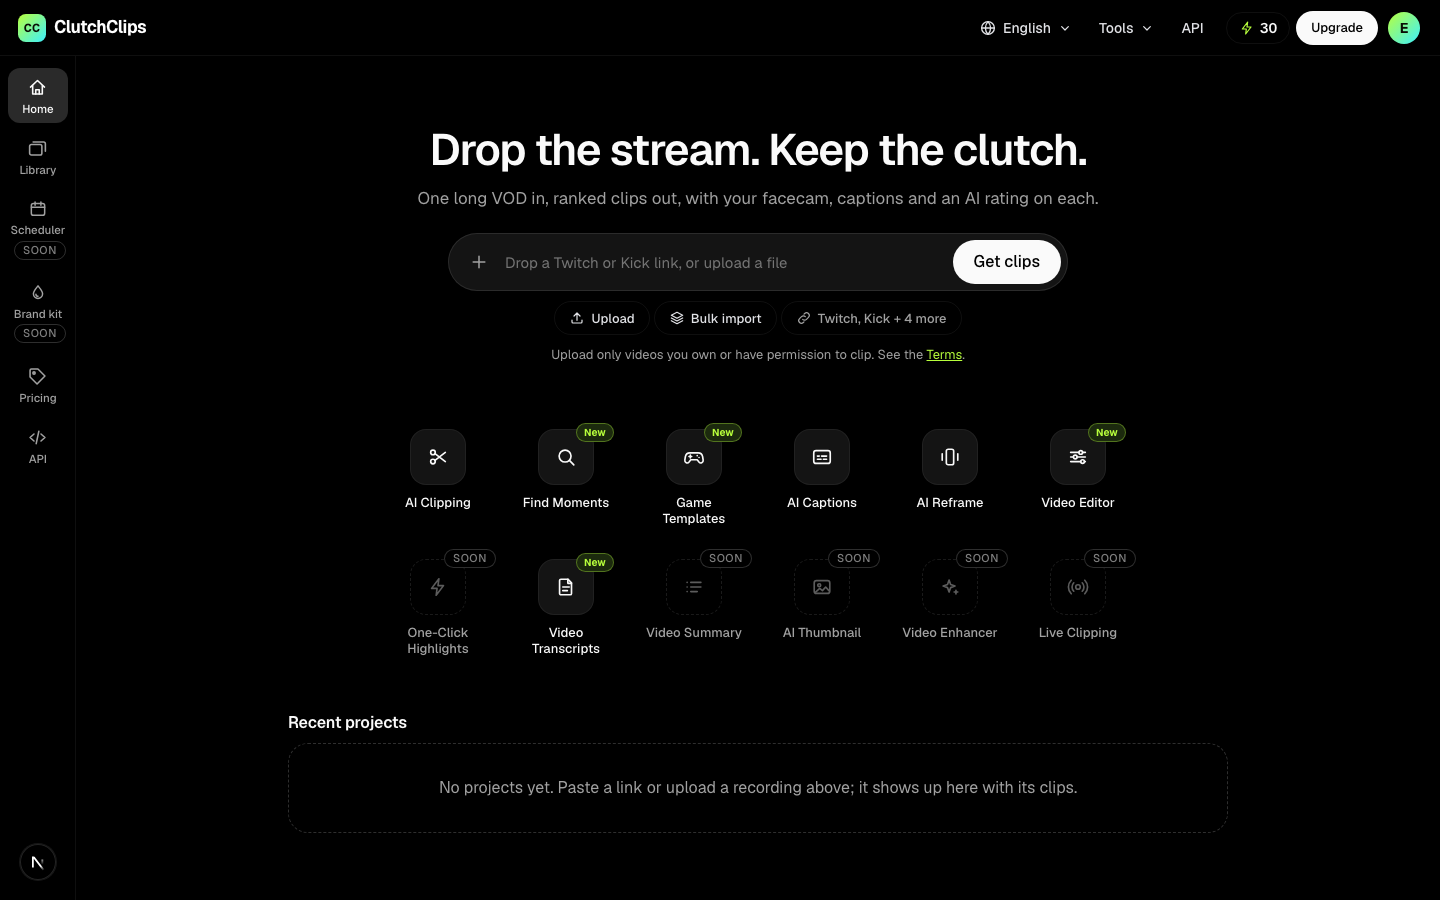 CC ClutchClips
English
Tools
API
30
Upgrade
E
Home
Library
Scheduler
SOON
Brand kit
SOON
Pricing
API
Drop the stream. Keep the clutch.
One long VOD in, ranked clips out, with your facecam, captions and an AI rating on each.
Drop a Twitch or Kick link, or upload a file
Get clips
Upload
Bulk import
Twitch, Kick + 4 more
Upload only videos you own or have permission to clip. See the Terms.
AI Clipping
New
Find Moments
New
Game
Templates
AI Captions
AI Reframe
New
Video Editor
SOON
One-Click
Highlights
New
Video
Transcripts
SOON
Video Summary
SOON
AI Thumbnail
SOON
Video Enhancer
SOON
Live Clipping
Recent projects
No projects yet. Paste a link or upload a recording above; it shows up here with its clips.
N